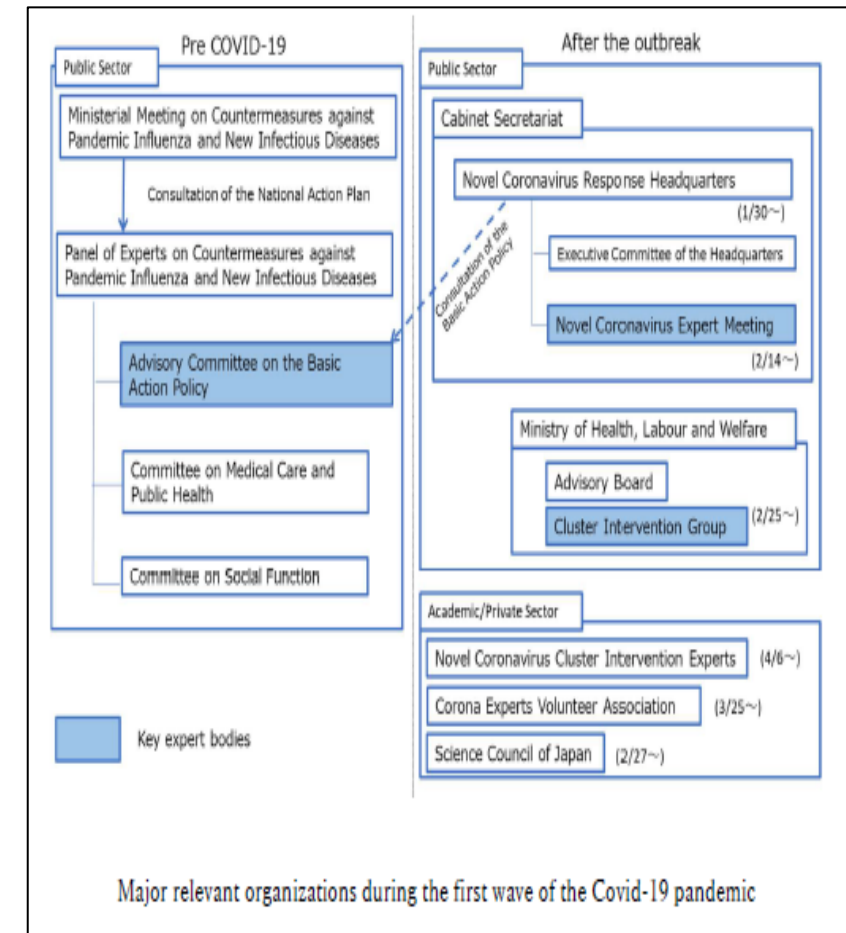 Pre COVID-19
Public Sector
Ministerial Meeting on Countermeasures against
Pandemic Influenza and New Infectious Diseases
Consultation of the National Action Plan
Panel of Experts on Countermeasures against
Pandemic Influenza and New Infectious Diseases
Advisory Committee on the Basic
Action Policy
Committee on Medical Care and
Public Health
Committee on Social Function
Key expert bodies
After the outbreak
Public Sector
Cabinet Secretariat
Novel Coronavirus Response Headquarters
(1/30~)
Consultation of the
Basic Action Policy
Executive Committee of the Headquarters
Novel Coronavirus Expert Meeting
(2/14~)
Ministry of Health, Labour and Welfare
Advisory Board
Cluster Intervention Group
(2/25~)
Academic/Private Sector
Novel Coronavirus Cluster Intervention Experts (4/6~)
Corona Experts Volunteer Association (3/25~)
Science Council of Japan (2/27~)
Major relevant organizations during the first wave of the Covid-19 pandemic